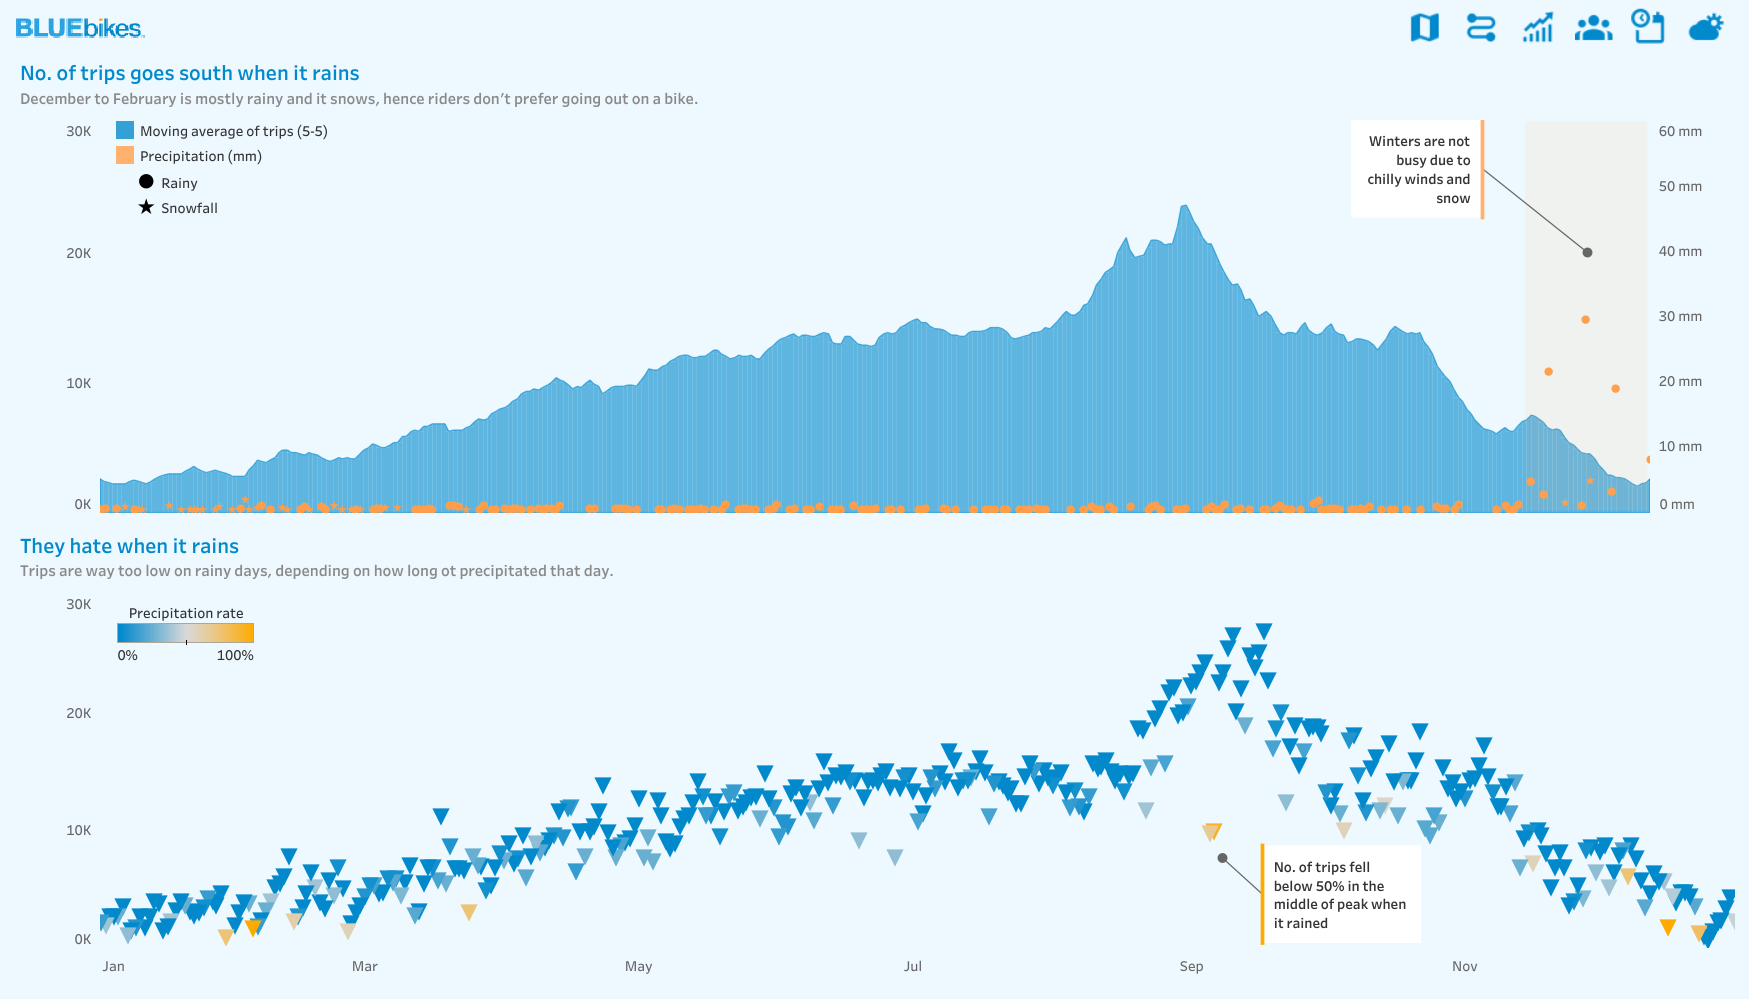 BLUEbikes
No. of trips goes south when it rains
December to February is mostly rainy and it snows, hence riders don't prefer going out on a bike.
30K
20K
10K
0K
Moving average of trips (5-5)
Precipitation (mm)
Rainy
Snowfall
Winters are not
busy due to
chilly winds and
snow
60 mm
50 mm
40 mm
30 mm
20 mm
10 mm
0 mm
They hate when it rains
Trips are way too low on rainy days, depending on how long ot precipitated that day.
30K
20K
10K
0K
Precipitation rate
0% 100%
No. of trips fell
below 50% in the
middle of peak when
it rained
Jan Mar May Jul Sep Nov